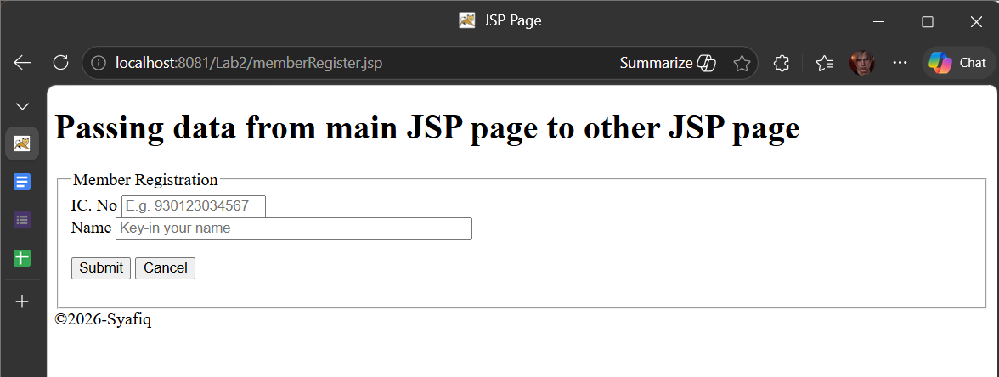 JSP Page
localhost:8081/Lab2/memberRegister.jsp
Summarize
Chat
Passing data from main JSP page to other JSP page
Member Registration
IC. No E.g. 930123034567
Name Key-in your name
Submit Cancel
©2026-Syafiq